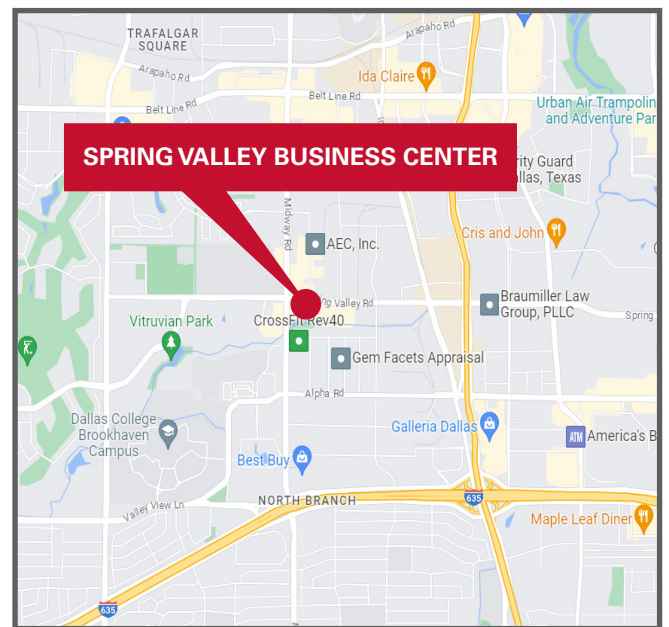 TRAFALGAR
SQUARE
Arapaho Rd
Arapaho Rd
Ida Claire
Belt Line Rd
Belt Line Rd
Urban Air Trampolin
and Adventure Par
SPRING VALLEY BUSINESS CENTER
rity Guard
llas, Texas
Midway Rd
AEC, Inc.
Cris and John
ng Valley Rd
Braumiller Law
Group, PLLC
Spring
Vitruvian Park
CrossFit Rev40
Gem Facets Appraisal
Alpha Rd
Dallas College
Brookhaven
Campus
Galleria Dallas
ATM
America's B
Best Buy
NORTH BRANCH
635
Valley View Ln
Maple Leaf Diner
635